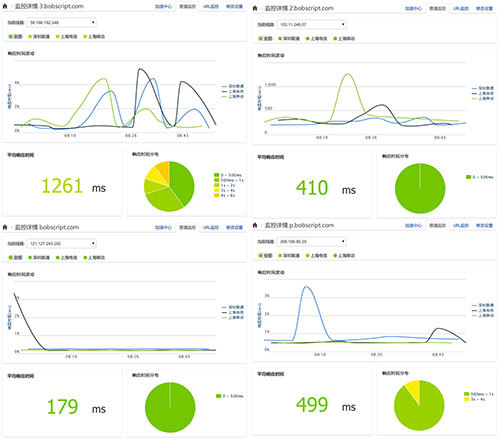 监控详情 3.bobscript.com
加速中心 普通监控 URL监控 修改设置
当前线路: 59.188.192.248
全部 深圳联通 上海电信 上海移动
响应时间波动
4K
3K
2K
1K
0K
08:18 08:26 08:43
深圳联通
上海电信
上海移动
平均响应时间
1261 ms
响应时间分布
0 ~ 500ms
500ms ~ 1s
1s ~ 2s
3s ~ 4s
4s ~ 6s
监控详情 2.bobscript.com
加速中心 普通监控 URL监控 修改设置
当前线路: 103.11.246.67
全部 深圳联通 上海电信 上海移动
响应时间波动
1,000
500
0
08:18 08:26 08:43
深圳联通
上海电信
上海移动
平均响应时间
410 ms
响应时间分布
0 ~ 500ms
监控详情 1.bobscript.com
加速中心 普通监控 URL监控 修改设置
当前线路: 121.127.243.202
全部 深圳联通 上海电信 上海移动
响应时间波动
3K
2K
1K
0K
08:18 08:26 08:43
深圳联通
上海电信
上海移动
平均响应时间
179 ms
响应时间分布
0 ~ 500ms
监控详情 p.bobscript.com
加速中心 普通监控 URL监控 修改设置
全部 深圳联通 上海电信 上海移动
响应时间波动
08:18 08:26 08:43
深圳联通
上海电信
上海移动
平均响应时间
499 ms
响应时间分布
3s ~ 4s